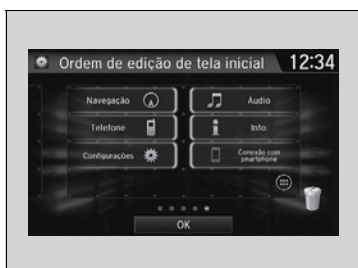 Ordem de edição de tela inicial 12:34
Navegação Áudio
Telefone Info.
Configurações Conexão com
smartphone
OK